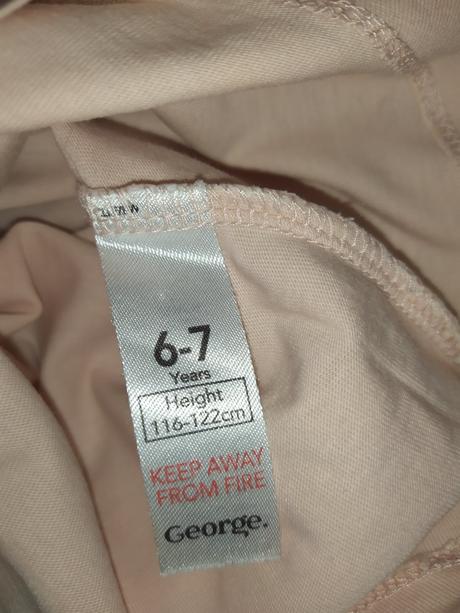 6-7
Years
Height
116-122cm
KEEP AWAY
FROM FIRE
George.